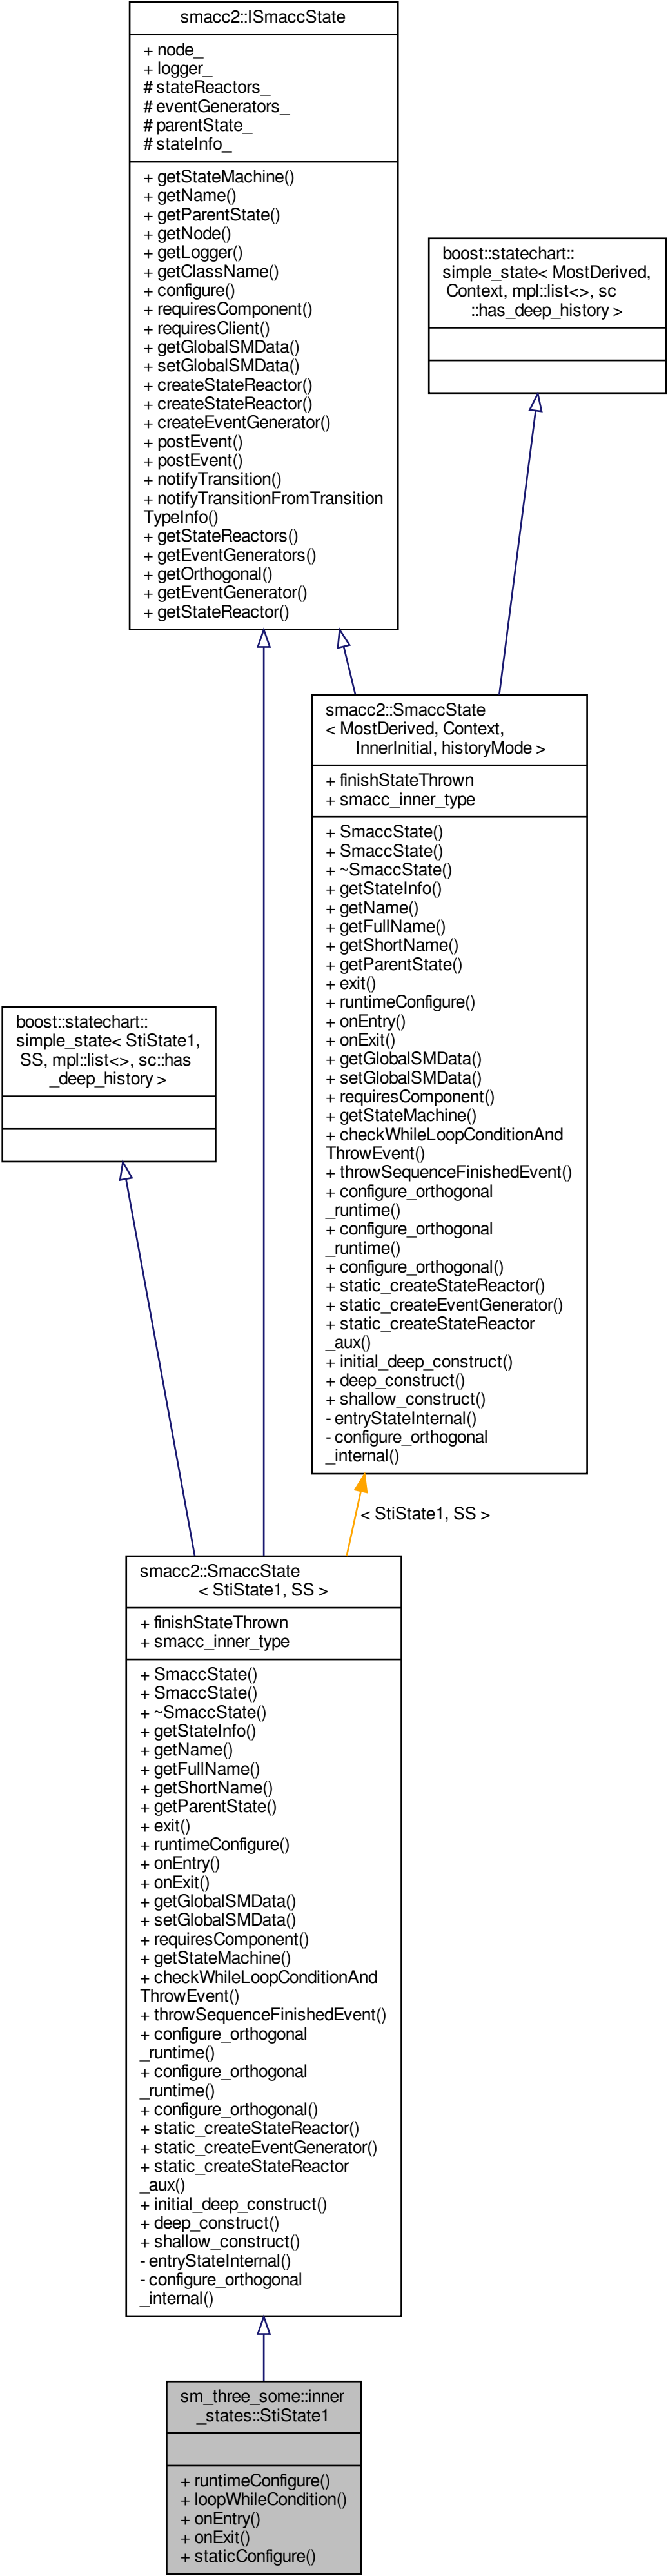 smacc2::ISmaccState
+ node_
+ logger_
# stateReactors_
# eventGenerators_
# parentState_
# stateInfo_
+ getStateMachine()
+ getName()
+ getParentState()
+ getNode()
+ getLogger()
+ getClassName()
+ configure()
+ requiresComponent()
+ requiresClient()
+ getGlobalSMData()
+ setGlobalSMData()
+ createStateReactor()
+ createStateReactor()
+ createEventGenerator()
+ postEvent()
+ postEvent()
+ notifyTransition()
+ notifyTransitionFromTransition
TypeInfo()
+ getStateReactors()
+ getEventGenerators()
+ getOrthogonal()
+ getEventGenerator()
+ getStateReactor()
boost::statechart::
simple_state< MostDerived,
Context, mpl::list<>, sc
::has_deep_history >
smacc2::SmaccState
< MostDerived, Context,
InnerInitial, historyMode >
+ finishStateThrown
+ smacc_inner_type
+ SmaccState()
+ SmaccState()
+ ~SmaccState()
+ getStateInfo()
+ getName()
+ getFullName()
+ getShortName()
+ getParentState()
+ exit()
+ runtimeConfigure()
+ onEntry()
+ onExit()
+ getGlobalSMData()
+ setGlobalSMData()
+ requiresComponent()
+ getStateMachine()
+ checkWhileLoopConditionAnd
ThrowEvent()
+ throwSequenceFinishedEvent()
+ configure_orthogonal
_runtime()
+ configure_orthogonal
_runtime()
+ configure_orthogonal()
+ static_createStateReactor()
+ static_createEventGenerator()
+ static_createStateReactor
_aux()
+ initial_deep_construct()
+ deep_construct()
+ shallow_construct()
- entryStateInternal()
- configure_orthogonal
_internal()
boost::statechart::
simple_state< StiState1,
SS, mpl::list<>, sc::has
_deep_history >
< StiState1, SS >
smacc2::SmaccState
< StiState1, SS >
+ finishStateThrown
+ smacc_inner_type
+ SmaccState()
+ SmaccState()
+ ~SmaccState()
+ getStateInfo()
+ getName()
+ getFullName()
+ getShortName()
+ getParentState()
+ exit()
+ runtimeConfigure()
+ onEntry()
+ onExit()
+ getGlobalSMData()
+ setGlobalSMData()
+ requiresComponent()
+ getStateMachine()
+ checkWhileLoopConditionAnd
ThrowEvent()
+ throwSequenceFinishedEvent()
+ configure_orthogonal
_runtime()
+ configure_orthogonal
_runtime()
+ configure_orthogonal()
+ static_createStateReactor()
+ static_createEventGenerator()
+ static_createStateReactor
_aux()
+ initial_deep_construct()
+ deep_construct()
+ shallow_construct()
- entryStateInternal()
- configure_orthogonal
_internal()
sm_three_some::inner
_states::StiState1
+ runtimeConfigure()
+ loopWhileCondition()
+ onEntry()
+ onExit()
+ staticConfigure()